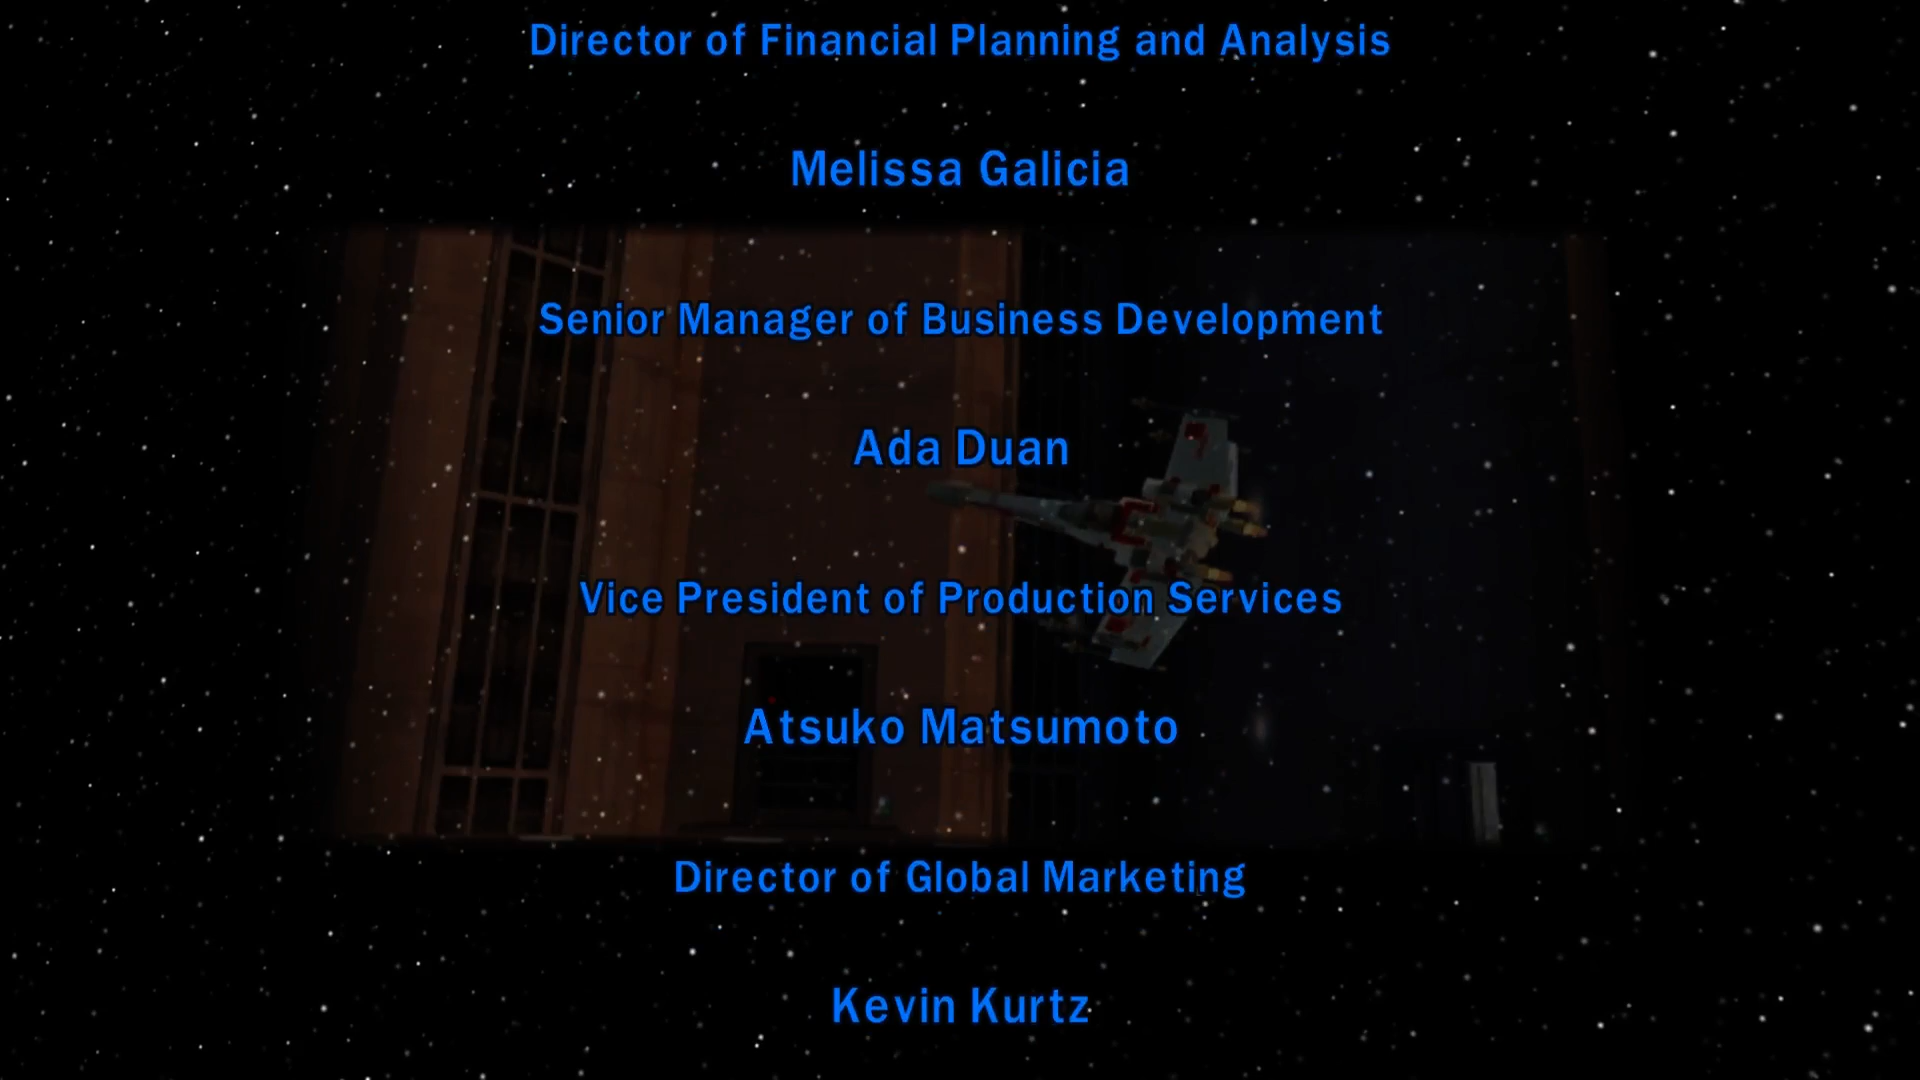 Director of Financial Planning and Analysis
Melissa Galicia
Senior Manager of Business Development
Ada Duan
Vice President of Production Services
Atsuko Matsumoto
Director of Global Marketing
Kevin Kurtz